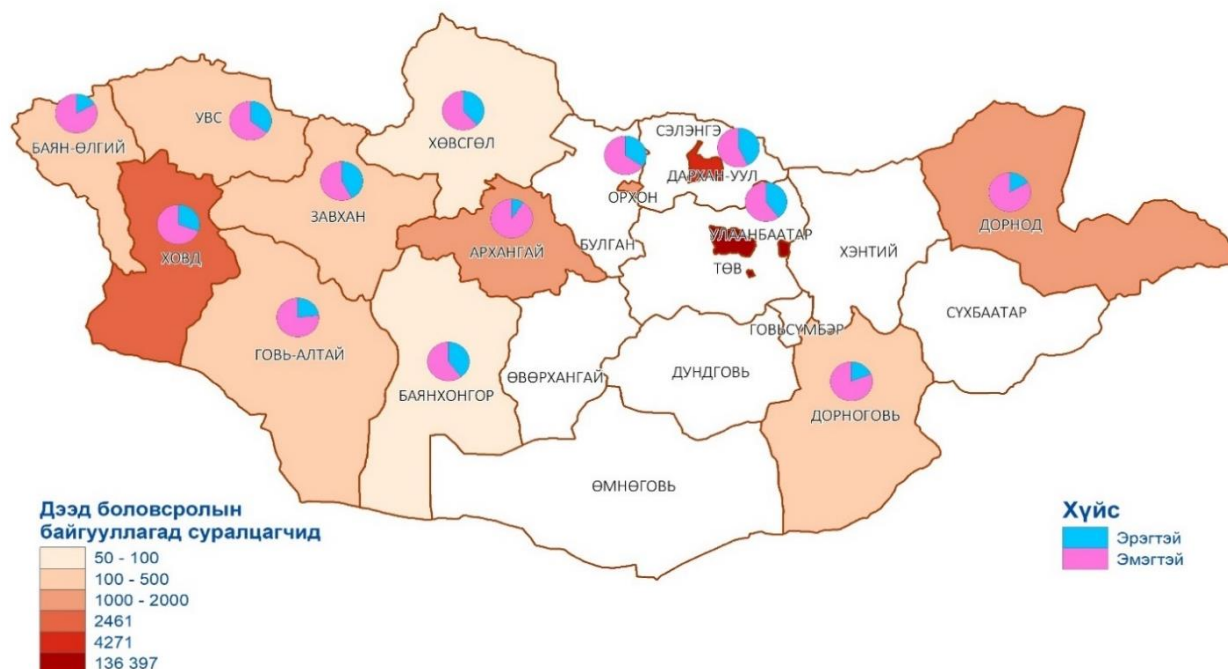 БАЯН-ӨЛГИЙ
УВС
ХӨВСГӨЛ
СЭЛЭНГЭ
ДАРХАН-УУЛ
ОРХОН
ЗАВХАН
ХОВД
АРХАНГАЙ
БУЛГАН
УЛААНБААТАР
ТӨВ
ХЭНТИЙ
ДОРНОД
СҮХБААТАР
ГОВЬСҮМБЭР
ГОВЬ-АЛТАЙ
БАЯНХОНГОР
ӨВӨРХАНГАЙ
ДУНДГОВЬ
ДОРНОГОВЬ
ӨМНӨГОВЬ
Дээд боловсролын
байгууллагад суралцагчид
50 - 100
100 - 500
1000 - 2000
2461
4271
136 397
Хүйс
Эрэгтэй
Эмэгтэй